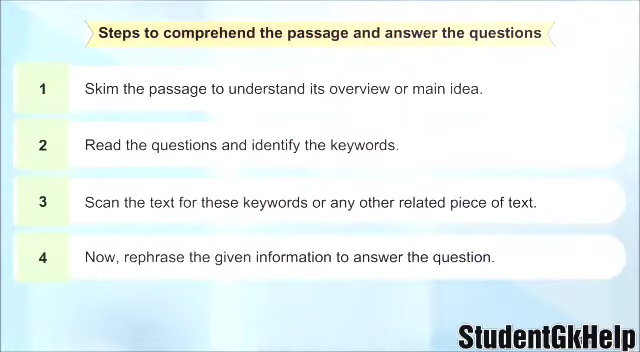 Steps to comprehend the passage and answer the questions
1 Skim the passage to understand its overview or main idea.
2 Read the questions and identify the keywords.
3 Scan the text for these keywords or any other related piece of text.
4 Now, rephrase the given information to answer the question.
StudentGkHelp